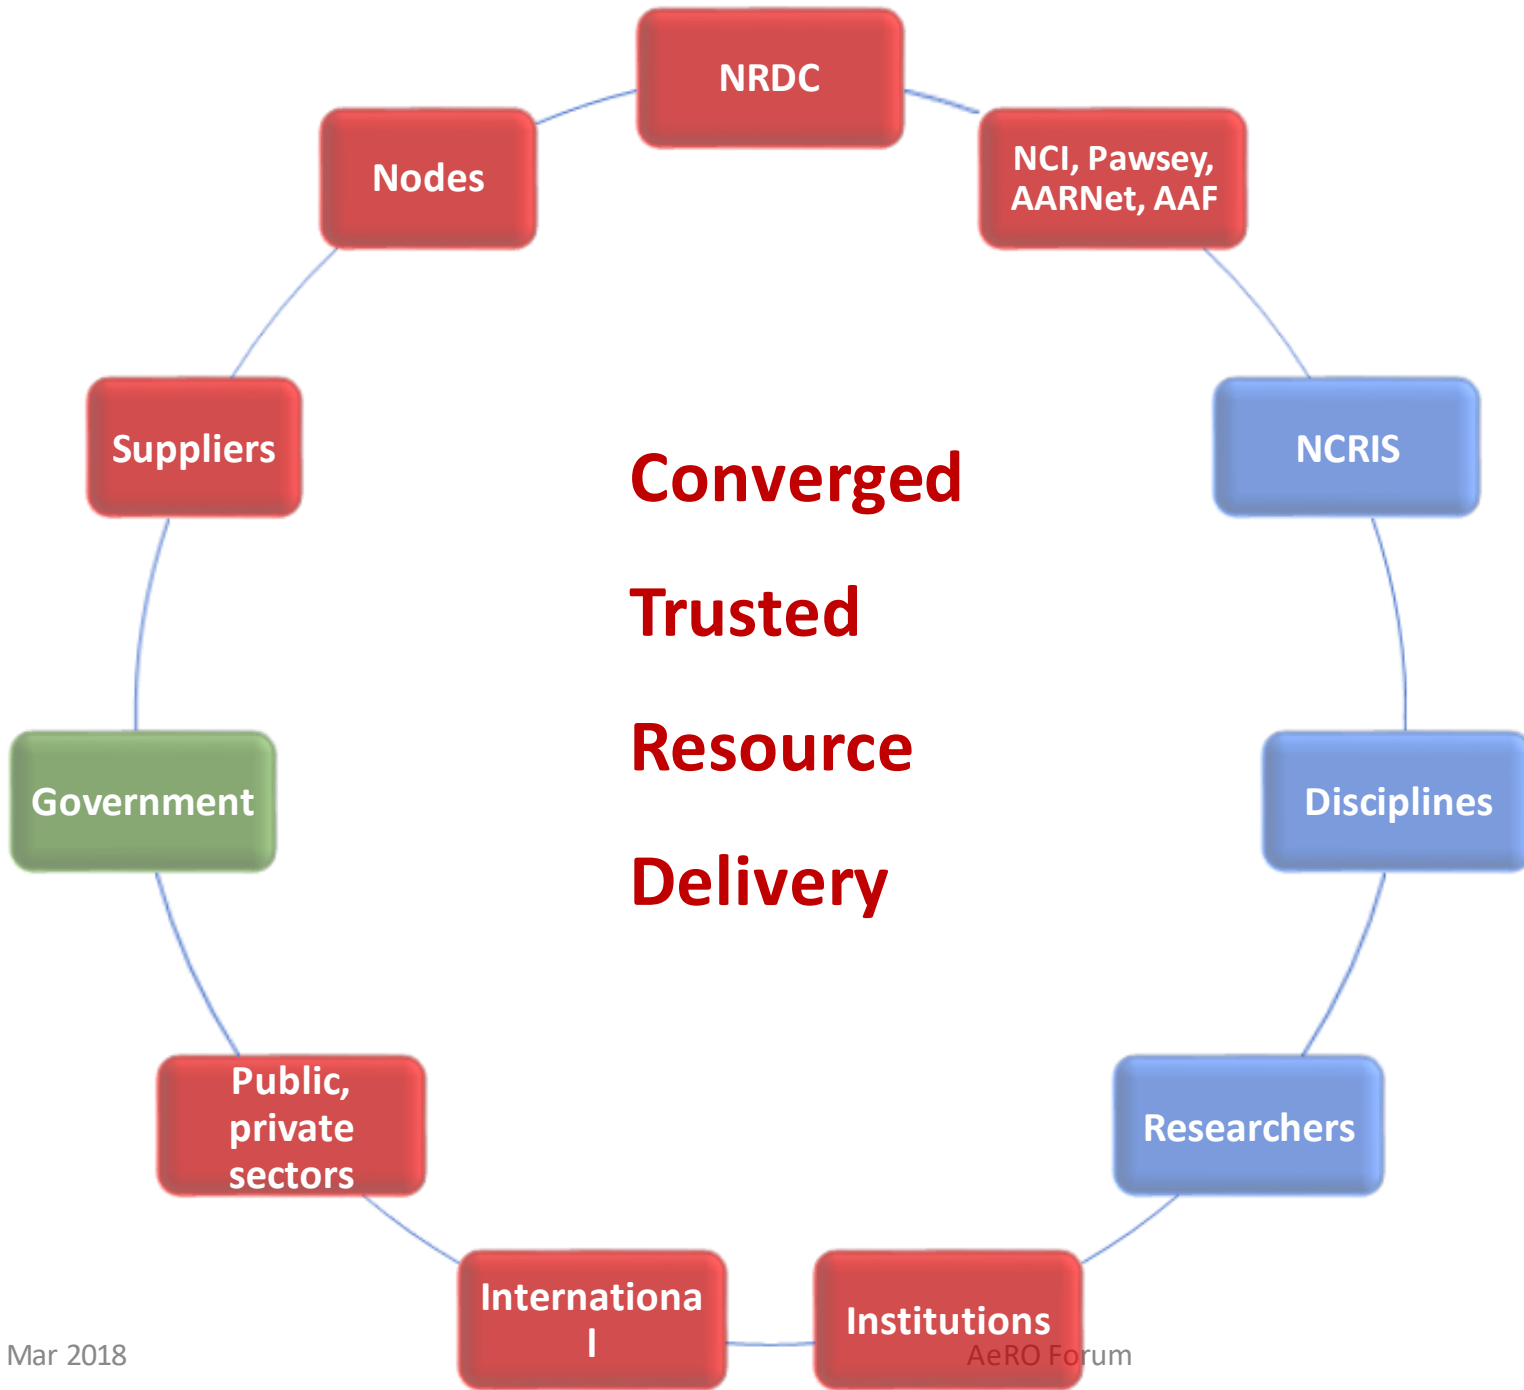 NRDC
NCI, Pawsey,
AARNet, AAF
Nodes
Suppliers
NCRIS
Converged
Trusted
Resource
Delivery
Government
Disciplines
Public,
private
sectors
Researchers
Internationa
l
Institutions
Mar 2018
AeRO Forum